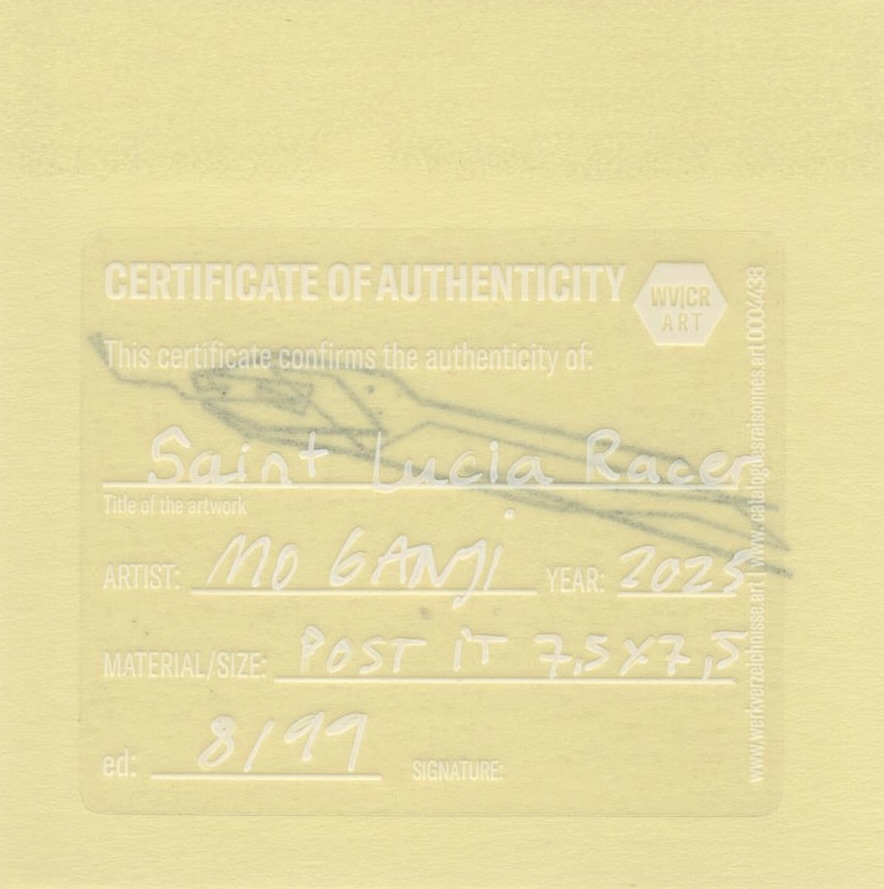 CERTIFICATE OF AUTHENTICITY
WV|CR
ART
This certificate confirms the authenticity of:
Saint Lucia Racer
Title of the artwork
ARTIST: MO GANJI YEAR: 2025
MATERIAL/SIZE: POST IT 7,5x7,5
ed: 8/99 SIGNATURE:
www.werkverzeichnisse.art | www.cataloguesraisonnes.art 0004438